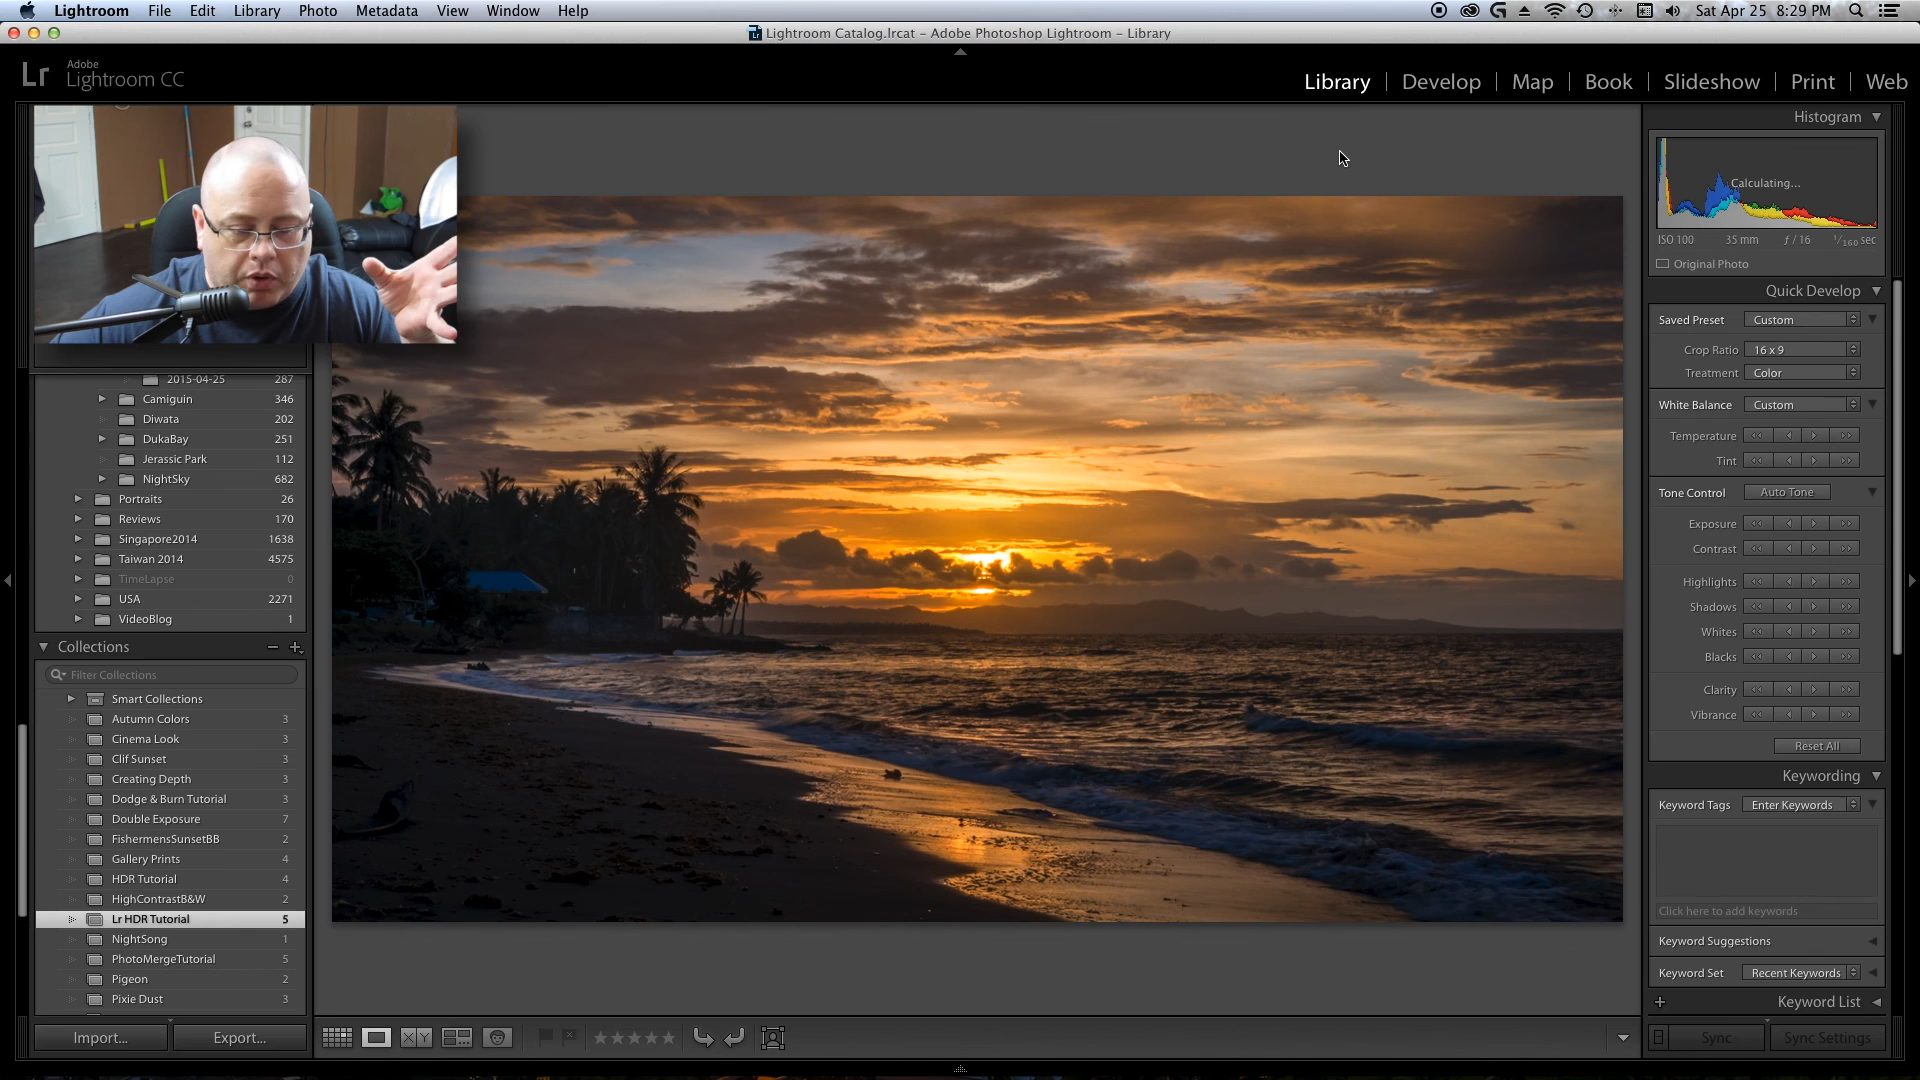 Lightroom File Edit Library Photo Metadata View Window Help Sat Apr 25 8:29 PM
Lightroom Catalog.lrcat – Adobe Photoshop Lightroom – Library
Lr Adobe
Lightroom CC
Library Develop Map Book Slideshow Print Web
2015-04-25 287
Camiguin 346
Diwata 202
DukaBay 251
Jerassic Park 112
NightSky 682
Portraits 26
Reviews 170
Singapore2014 1638
Taiwan 2014 4575
TimeLapse 0
USA 2271
VideoBlog 1
Collections
Filter Collections
Smart Collections
Autumn Colors 3
Cinema Look 3
Clif Sunset 3
Creating Depth 3
Dodge & Burn Tutorial 3
Double Exposure 7
FishermensSunsetBB 2
Gallery Prints 4
HDR Tutorial 4
HighContrastB&W 2
Lr HDR Tutorial 5
NightSong 1
PhotoMergeTutorial 5
Pigeon 2
Pixie Dust 3
Import... Export...
XY
Histogram
Calculating...
ISO 100 35 mm ƒ / 16 1/160 sec
Original Photo
Quick Develop
Saved Preset Custom
Crop Ratio 16 x 9
Treatment Color
White Balance Custom
Temperature
Tint
Tone Control Auto Tone
Exposure
Contrast
Highlights
Shadows
Whites
Blacks
Clarity
Vibrance
Reset All
Keywording
Keyword Tags Enter Keywords
Click here to add keywords
Keyword Suggestions
Keyword Set Recent Keywords
Keyword List
Sync Sync Settings